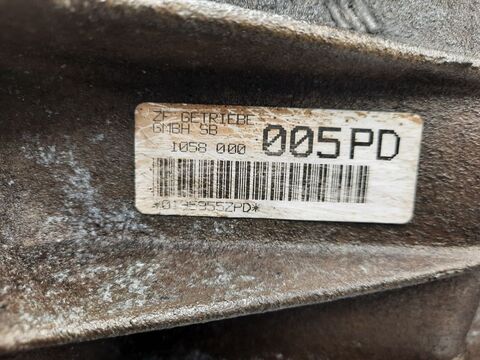 ZF GETRIEBE
GMBH SB
1058 000 005PD
*0135955ZPD*